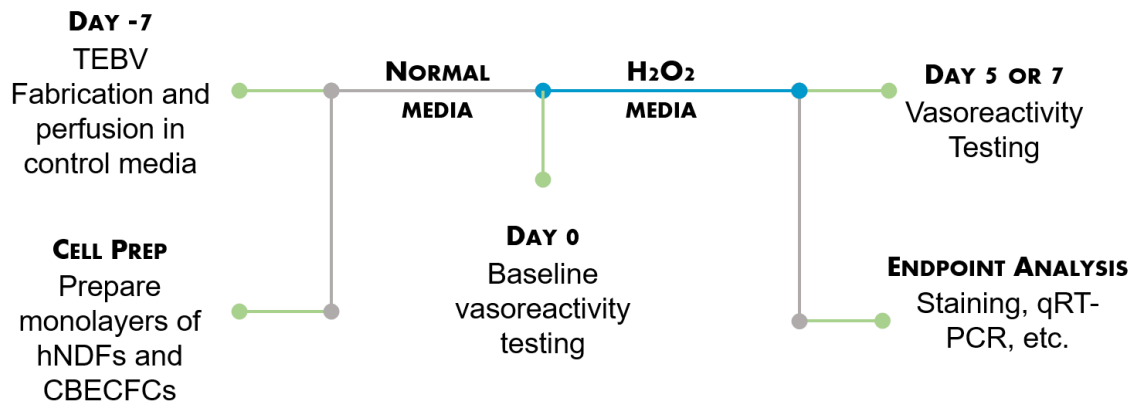 DAY -7
TEBV
Fabrication and
perfusion in
control media
CELL PREP
Prepare
monolayers of
hNDFs and
CBECFCs
NORMAL
MEDIA
DAY 0
Baseline
vasoreactivity
testing
H₂O₂
MEDIA
DAY 5 OR 7
Vasoreactivity
Testing
ENDPOINT ANALYSIS
Staining, qRT-
PCR, etc.